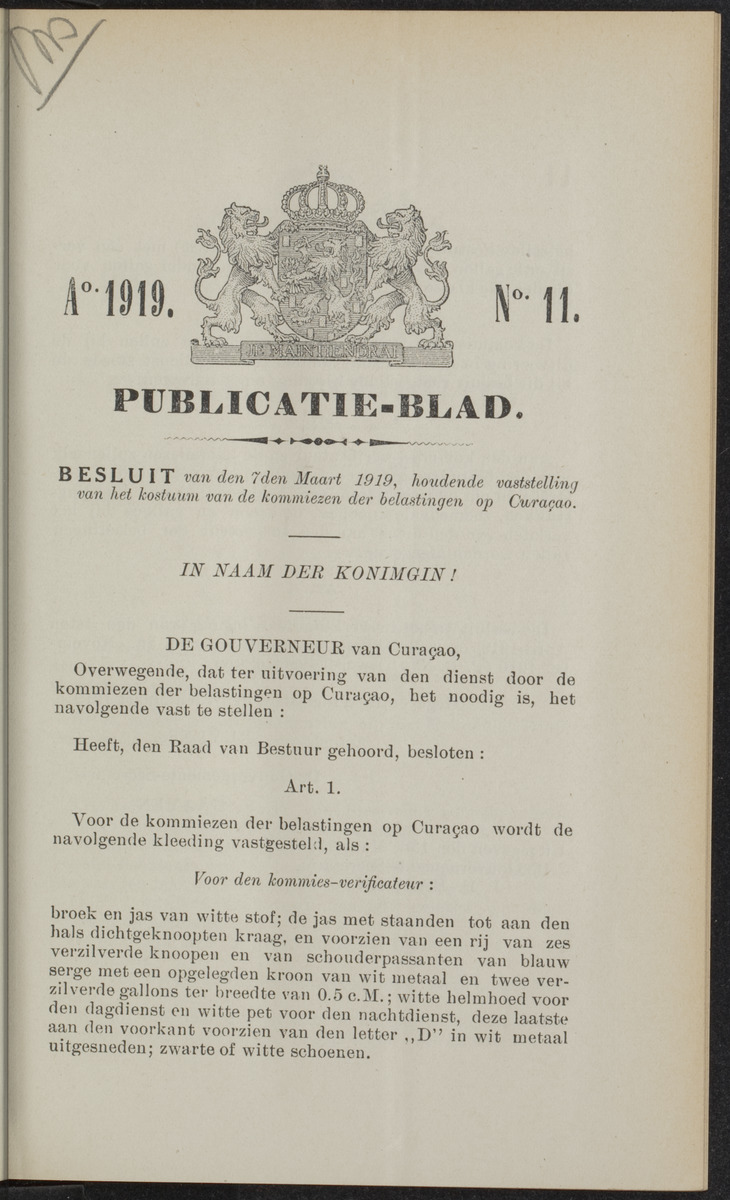 Ao. 1919.
No. 11.
JE MAINTIENDRAI
PUBLICATIE-BLAD.
BESLUIT van den 7den Maart 1919, houdende vaststelling
van het kostuum van de kommiezen der belastingen op Curaçao.
IN NAAM DER KONIMGIN!
DE GOUVERNEUR van Curaçao,
Overwegende, dat ter uitvoering van den dienst door de
kommiezen der belastingen op Curaçao, het noodig is, het
navolgende vast te stellen :
Heeft, den Raad van Bestuur gehoord, besloten :
Art. 1.
Voor de kommiezen der belastingen op Curaçao wordt de
navolgende kleeding vastgesteld, als :
Voor den kommies-verificateur :
broek en jas van witte stof; de jas met staanden tot aan den
hals dichtgeknoopten kraag, en voorzien van een rij van zes
verzilverde knoopen en van schouderpassanten van blauw
serge met een opgelegden kroon van wit metaal en twee ver-
zilverde gallons ter breedte van 0.5 c.M.; witte helmhoed voor
den dagdienst en witte pet voor den nachtdienst, deze laatste
aan den voorkant voorzien van den letter ,,D" in wit metaal
uitgesneden; zwarte of witte schoenen.